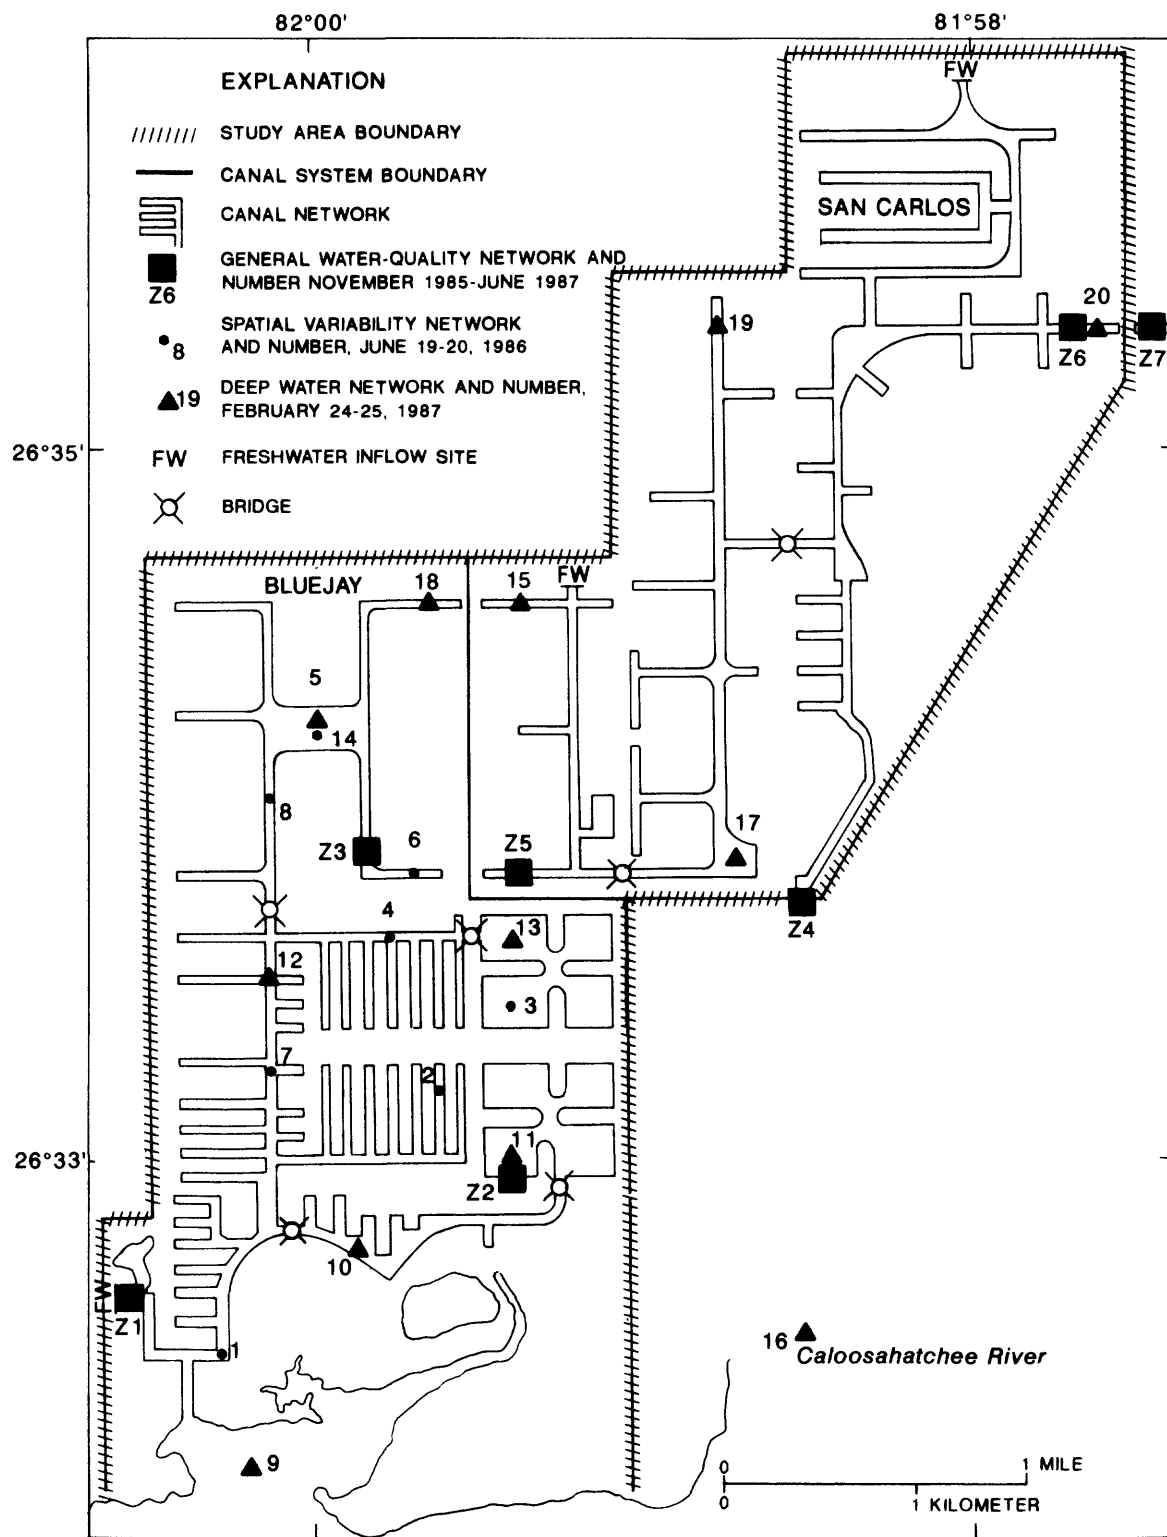 82°00'
81°58'
EXPLANATION
STUDY AREA BOUNDARY
CANAL SYSTEM BOUNDARY
CANAL NETWORK
GENERAL WATER-QUALITY NETWORK AND
NUMBER NOVEMBER 1985-JUNE 1987
Z6
SPATIAL VARIABILITY NETWORK
AND NUMBER, JUNE 19-20, 1986
8
DEEP WATER NETWORK AND NUMBER,
FEBRUARY 24-25, 1987
19
FW
FRESHWATER INFLOW SITE
BRIDGE
FW
SAN CARLOS
20
Z6
Z7
19
26°35'
BLUEJAY
18
15
FW
5
14
8
Z3
6
Z5
17
Z4
4
13
12
3
7
2
26°33'
11
Z2
10
FW
Z1
1
16
Caloosahatchee River
9
0
1 MILE
0
1 KILOMETER